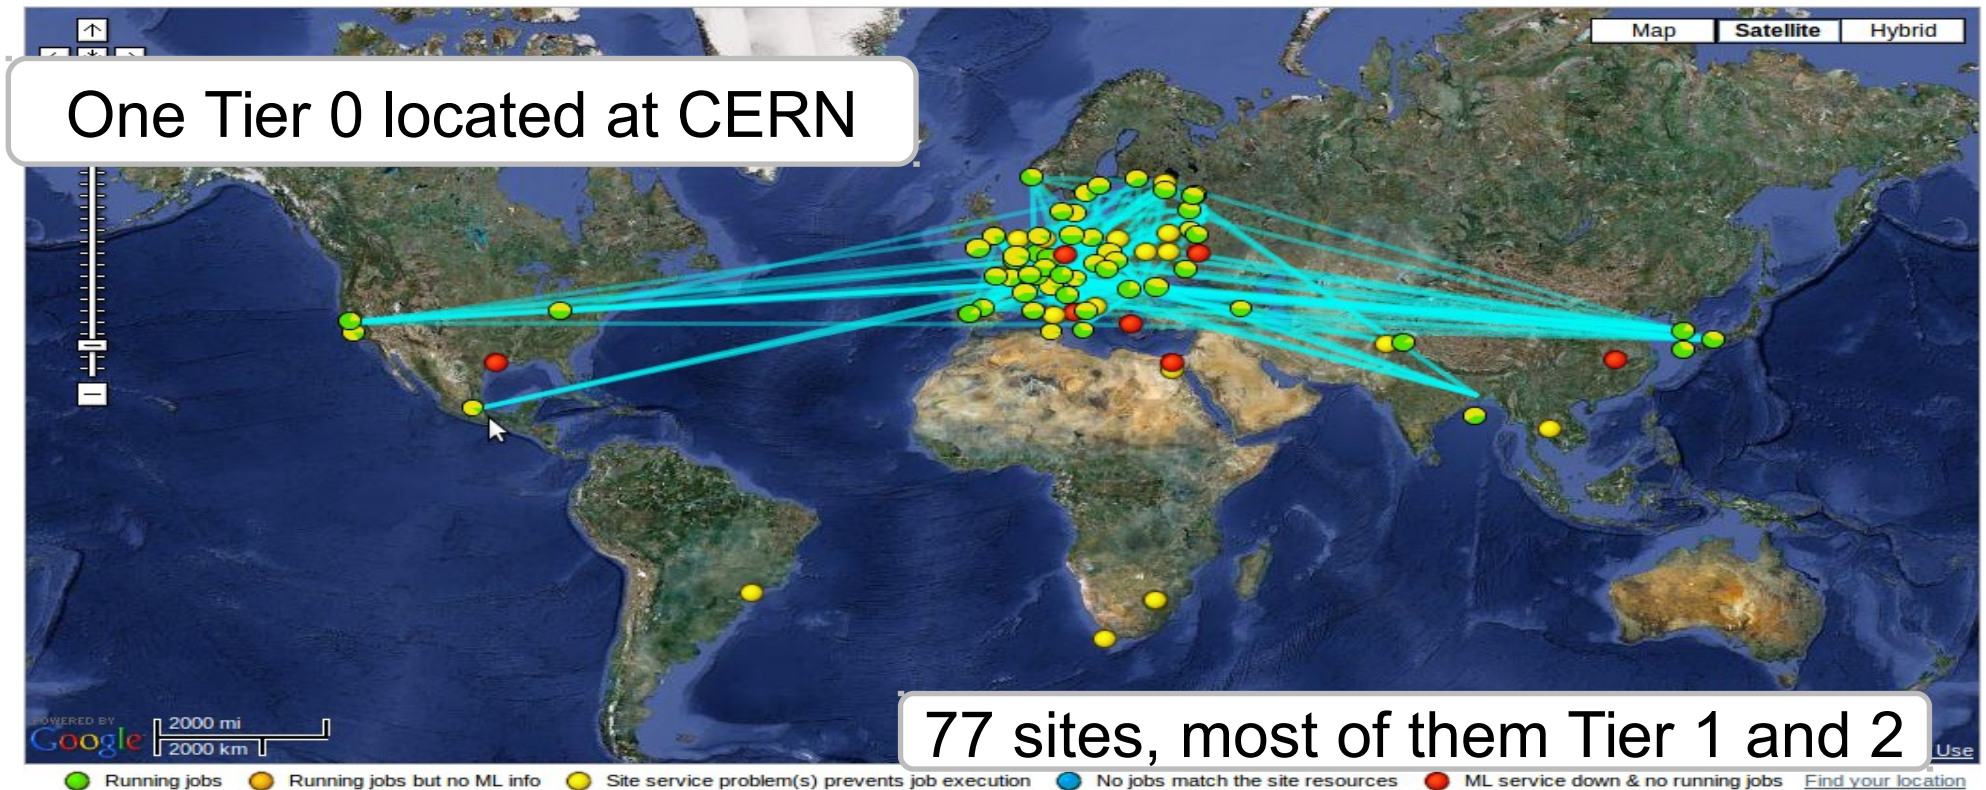 Map Satellite Hybrid
One Tier 0 located at CERN
2000 mi
POWERED BY
Google
2000 km
77 sites, most of them Tier 1 and 2
Use
Running jobs Running jobs but no ML info Site service problem(s) prevents job execution No jobs match the site resources ML service down & no running jobs Find your location